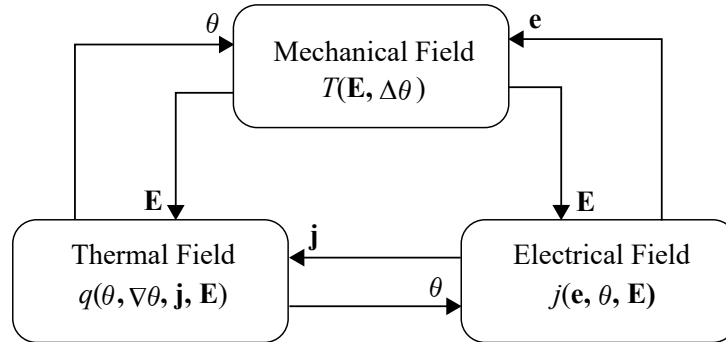 θ
e
Mechanical Field
T(E, Δθ)
E
E
Thermal Field
q(θ, ∇θ, j, E)
j
θ
Electrical Field
j(e, θ, E)